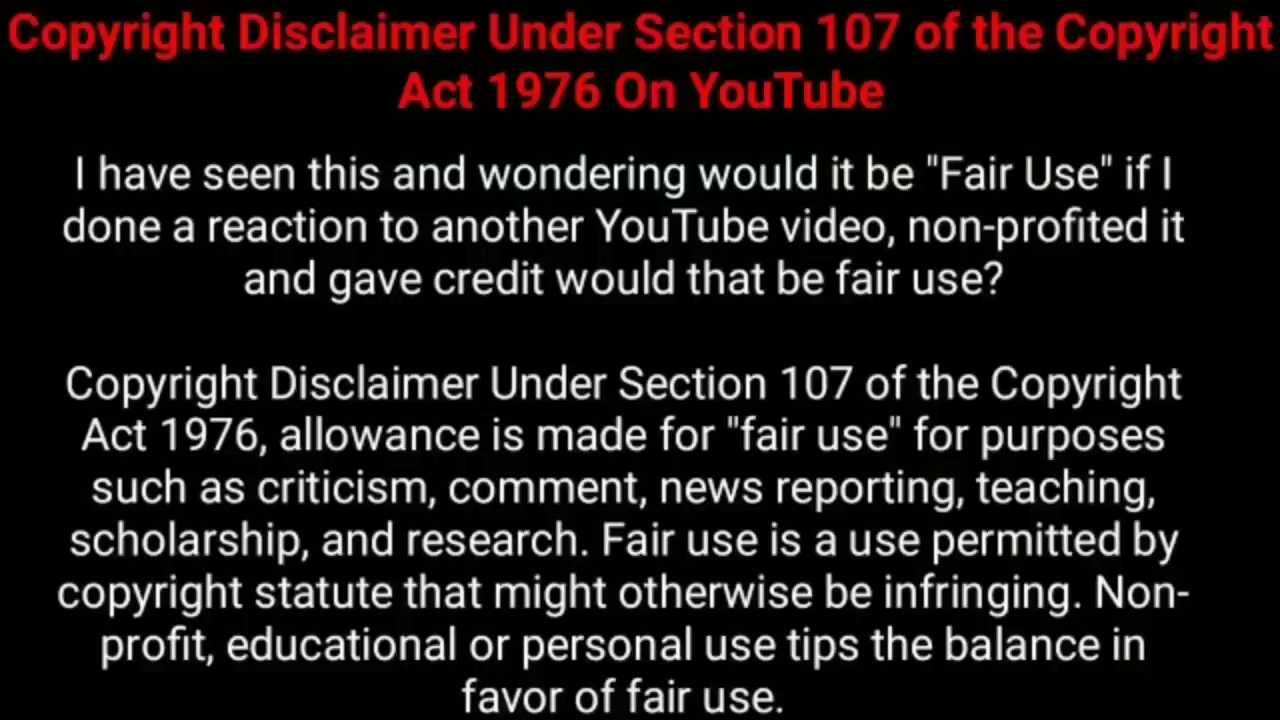 Copyright Disclaimer Under Section 107 of the Copyright
Act 1976 On YouTube
I have seen this and wondering would it be "Fair Use" if I
done a reaction to another YouTube video, non-profited it
and gave credit would that be fair use?
Copyright Disclaimer Under Section 107 of the Copyright
Act 1976, allowance is made for "fair use" for purposes
such as criticism, comment, news reporting, teaching,
scholarship, and research. Fair use is a use permitted by
copyright statute that might otherwise be infringing. Non-
profit, educational or personal use tips the balance in
favor of fair use.